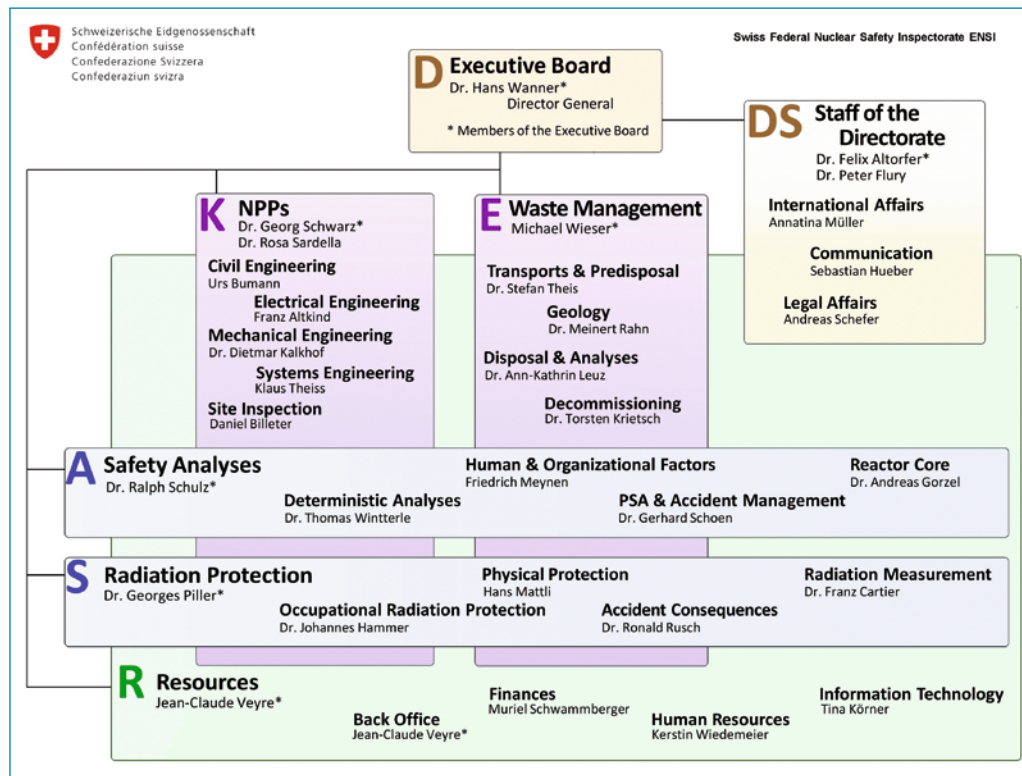 Schweizerische Eidgenossenschaft
Confédération suisse
Confederazione Svizzera
Confederaziun svizra
Swiss Federal Nuclear Safety Inspectorate ENSI
D Executive Board
Dr. Hans Wanner*
Director General
* Members of the Executive Board
DS Staff of the
Directorate
Dr. Felix Altorfer*
Dr. Peter Flury
International Affairs
Annatina Müller
Communication
Sebastian Hueber
Legal Affairs
Andreas Schefer
K NPPs
Dr. Georg Schwarz*
Dr. Rosa Sardella
Civil Engineering
Urs Bumann
Electrical Engineering
Franz Altkind
Mechanical Engineering
Dr. Dietmar Kalkhof
Systems Engineering
Klaus Theiss
Site Inspection
Daniel Billeter
E Waste Management
Michael Wieser*
Transports & Predisposal
Dr. Stefan Theis
Geology
Dr. Meinert Rahn
Disposal & Analyses
Dr. Ann-Kathrin Leuz
Decommissioning
Dr. Torsten Krietsch
A Safety Analyses
Dr. Ralph Schulz*
Deterministic Analyses
Dr. Thomas Wintterle
Human & Organizational Factors
Friedrich Meynen
PSA & Accident Management
Dr. Gerhard Schoen
Reactor Core
Dr. Andreas Gorzel
S Radiation Protection
Dr. Georges Piller*
Occupational Radiation Protection
Dr. Johannes Hammer
Physical Protection
Hans Mattli
Accident Consequences
Dr. Ronald Rusch
Radiation Measurement
Dr. Franz Cartier
R Resources
Jean-Claude Veyre*
Back Office
Jean-Claude Veyre*
Finances
Muriel Schwammberger
Human Resources
Kerstin Wiedemeier
Information Technology
Tina Körner